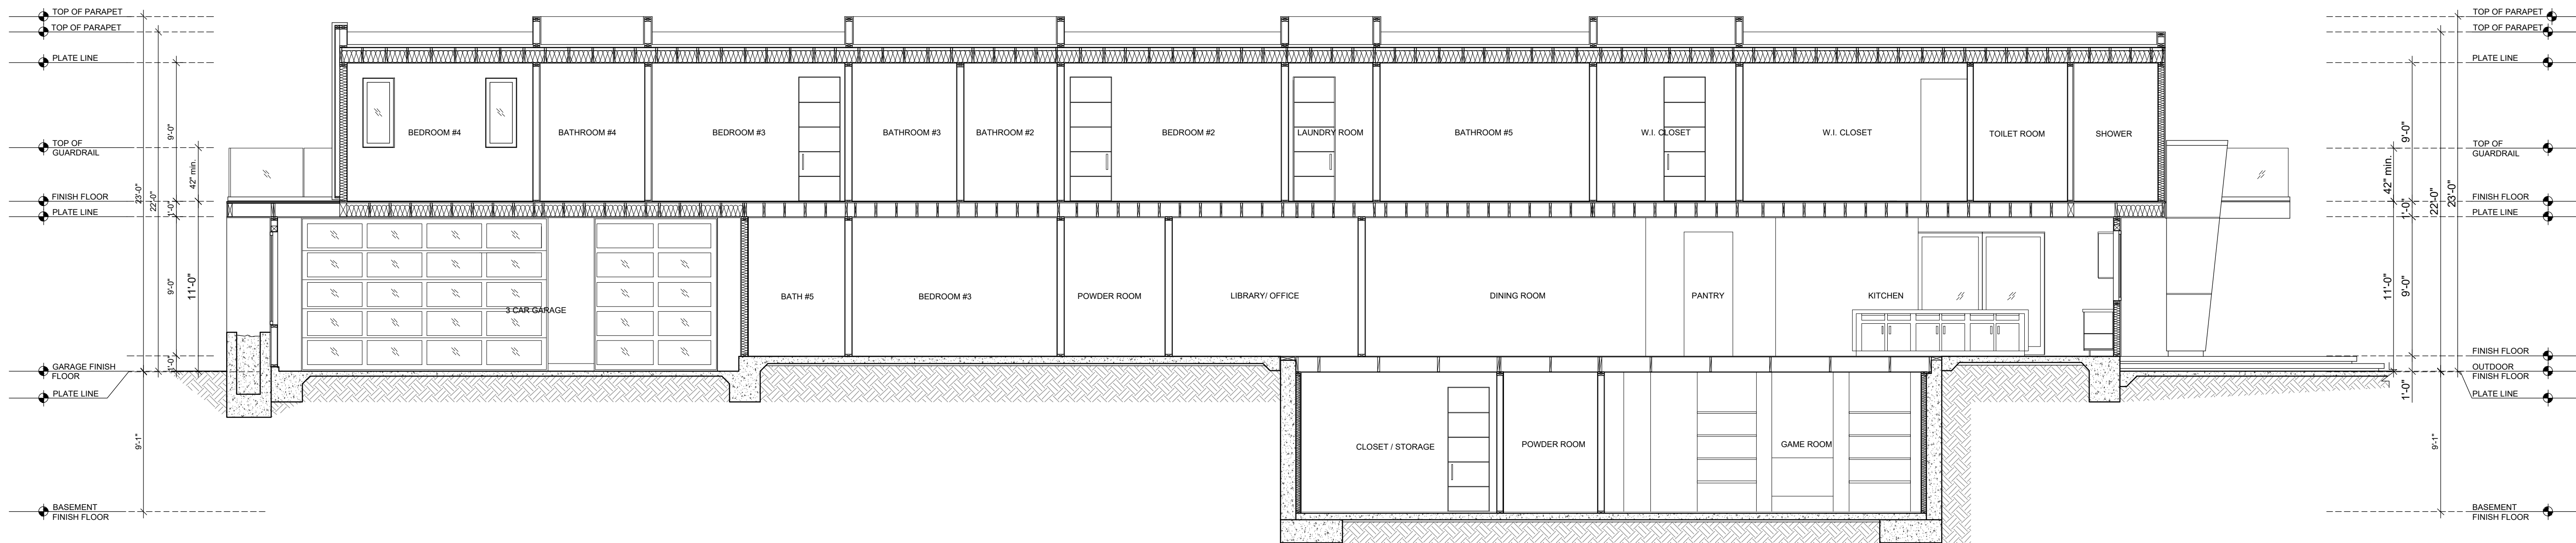 TOP OF PARAPET
TOP OF PARAPET
PLATE LINE
TOP OF
GUARDRAIL
FINISH FLOOR
PLATE LINE
GARAGE FINISH
FLOOR
PLATE LINE
BASEMENT
FINISH FLOOR
23'-0"
22'-0"
9'-0"
42" min.
1'-0"
9'-0"
11'-0"
1'-0"
9'-1"
BEDROOM #4
BATHROOM #4
BEDROOM #3
BATHROOM #3
BATHROOM #2
BEDROOM #2
LAUNDRY ROOM
BATHROOM #5
W.I. CLOSET
W.I. CLOSET
TOILET ROOM
SHOWER
3 CAR GARAGE
BATH #5
BEDROOM #3
POWDER ROOM
LIBRARY/ OFFICE
DINING ROOM
PANTRY
KITCHEN
CLOSET / STORAGE
POWDER ROOM
GAME ROOM
9'-0"
42" min.
1'-0"
22'-0"
23'-0"
11'-0"
9'-0"
1'-0"
9'-1"
TOP OF PARAPET
TOP OF PARAPET
PLATE LINE
TOP OF
GUARDRAIL
FINISH FLOOR
PLATE LINE
FINISH FLOOR
OUTDOOR
FINISH FLOOR
PLATE LINE
BASEMENT
FINISH FLOOR